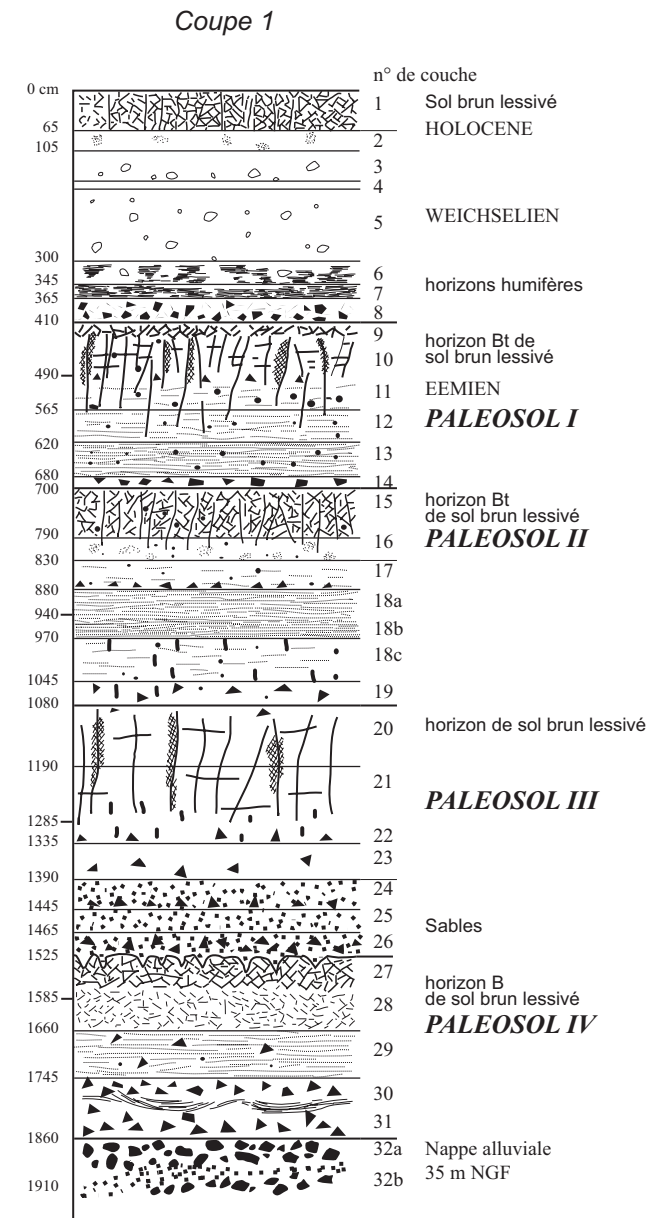 Coupe 1
n° de couche
0 cm
1
Sol brun lessivé
65
HOLOCENE
2
105
3
4
5
WEICHSELIEN
300
6
345
horizons humifères
7
365
8
410
9
horizon Bt de
sol brun lessivé
10
490
11
EEMIEN
565
12
PALEOSOL I
620
13
680
14
700
15
horizon Bt
de sol brun lessivé
790
16
PALEOSOL II
830
17
880
18a
940
18b
970
18c
1045
19
1080
20
horizon de sol brun lessivé
1190
21
PALEOSOL III
1285
22
1335
23
1390
24
1445
25
Sables
1465
26
1525
27
horizon B
de sol brun lessivé
1585
28
PALEOSOL IV
1660
29
1745
30
31
1860
32a
Nappe alluviale
35 m NGF
32b
1910